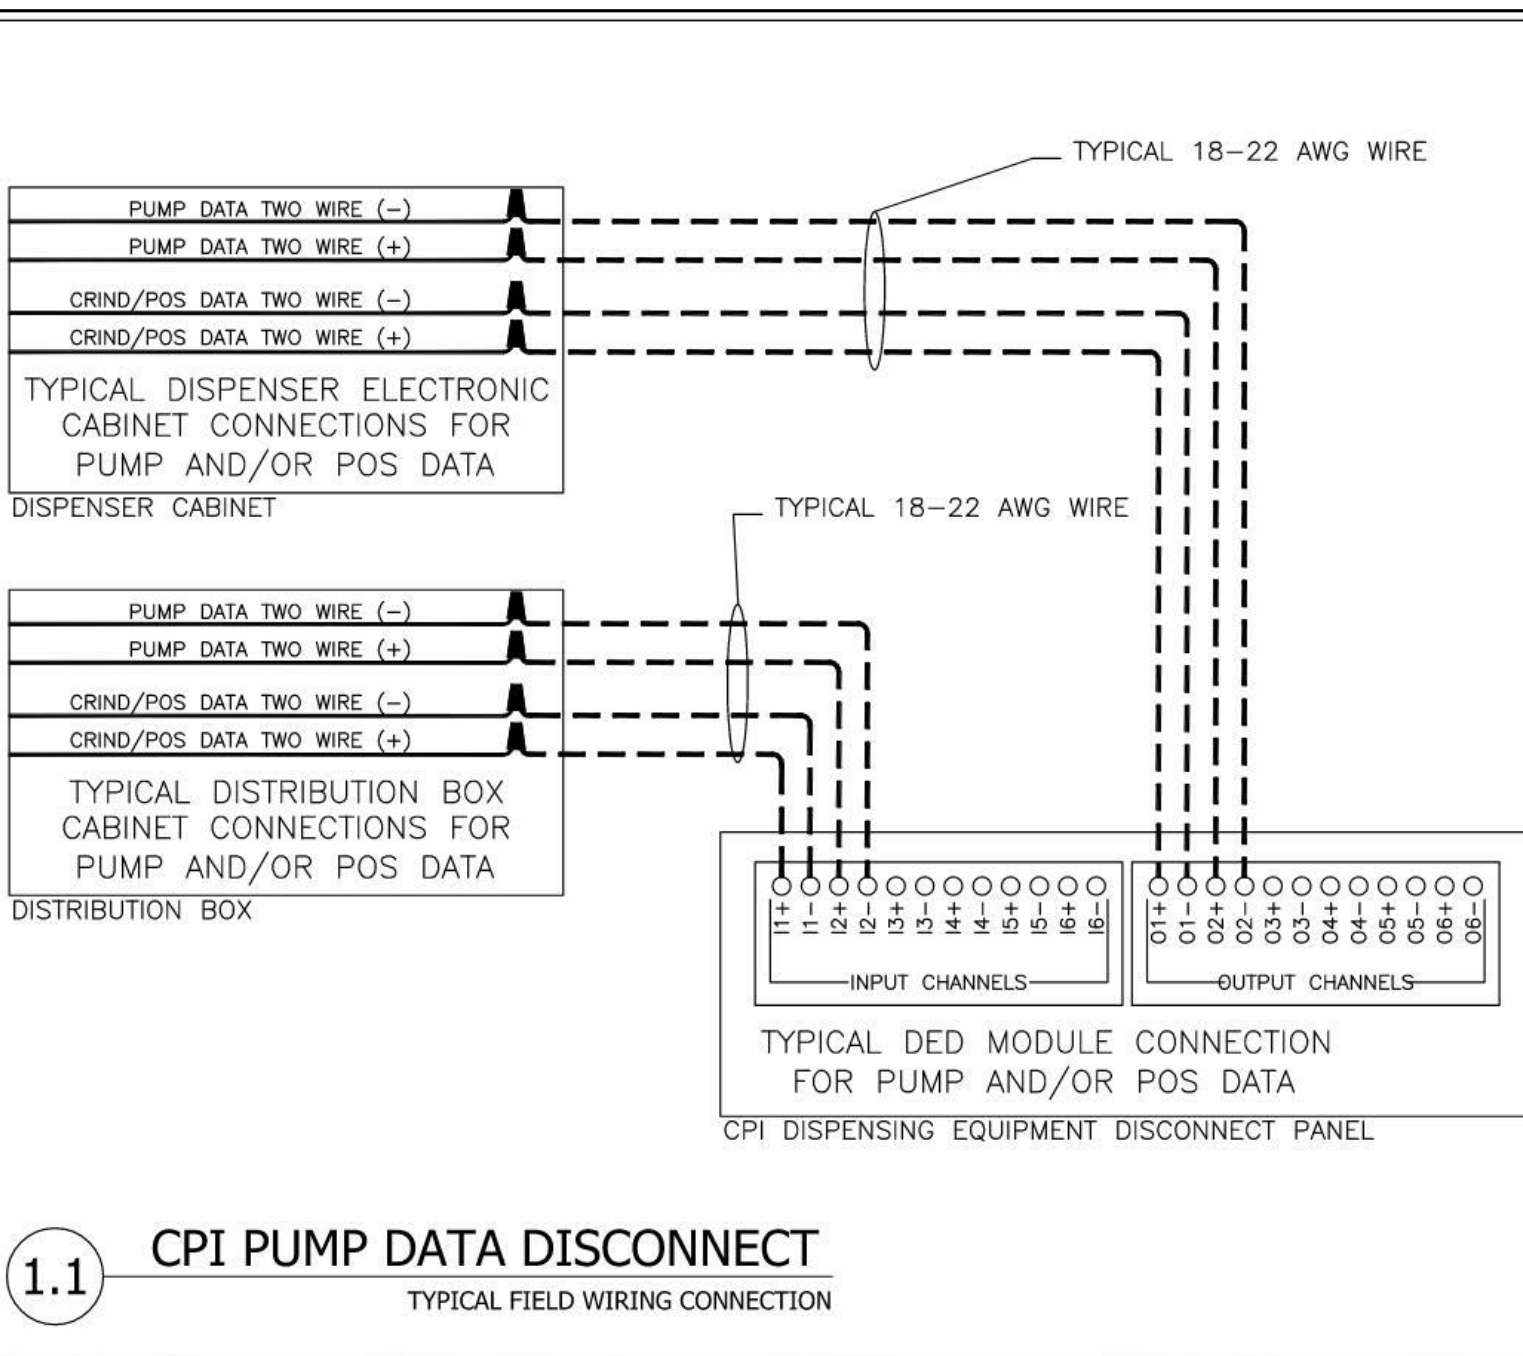 TYPICAL 18-22 AWG WIRE
PUMP DATA TWO WIRE (-)
PUMP DATA TWO WIRE (+)
CRIND/POS DATA TWO WIRE (-)
CRIND/POS DATA TWO WIRE (+)
TYPICAL DISPENSER ELECTRONIC
CABINET CONNECTIONS FOR
PUMP AND/OR POS DATA
DISPENSER CABINET
TYPICAL 18-22 AWG WIRE
PUMP DATA TWO WIRE (-)
PUMP DATA TWO WIRE (+)
CRIND/POS DATA TWO WIRE (-)
CRIND/POS DATA TWO WIRE (+)
TYPICAL DISTRIBUTION BOX
CABINET CONNECTIONS FOR
PUMP AND/OR POS DATA
DISTRIBUTION BOX
I1+
I1-
I2+
I2-
I3+
I3-
I4+
I4-
I5+
I5-
I6+
I6-
INPUT CHANNELS
O1+
O1-
O2+
O2-
O3+
O3-
O4+
O4-
O5+
O5-
O6+
O6-
OUTPUT CHANNELS
TYPICAL DED MODULE CONNECTION
FOR PUMP AND/OR POS DATA
CPI DISPENSING EQUIPMENT DISCONNECT PANEL
1.1
CPI PUMP DATA DISCONNECT
TYPICAL FIELD WIRING CONNECTION